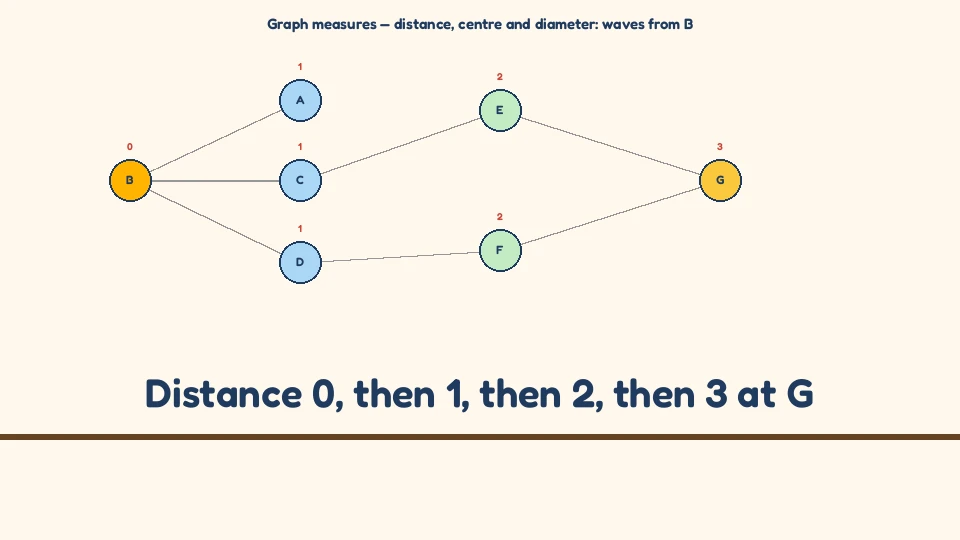 Graph measures — distance, centre and diameter: waves from B
1
A
2
E
0
B
1
C
3
G
1
D
2
F
Distance 0, then 1, then 2, then 3 at G